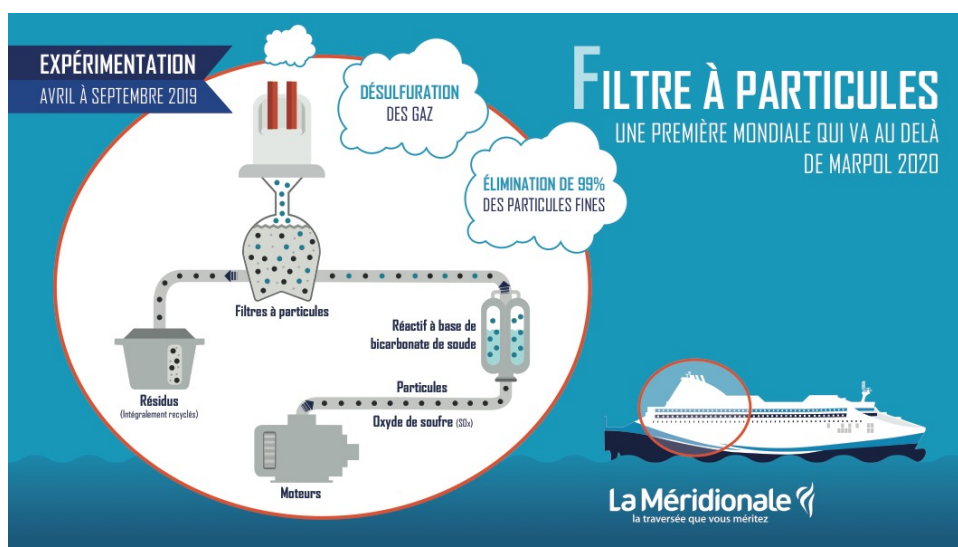 EXPÉRIMENTATION
AVRIL À SEPTEMBRE 2019
FILTRE À PARTICULES
UNE PREMIÈRE MONDIALE QUI VA AU DELÀ
DE MARPOL 2020
DÉSULFURATION
DES GAZ
ÉLIMINATION DE 99%
DES PARTICULES FINES
Filtres à particules
Réactif à base de
bicarbonate de soude
Résidus
(Intégralement recyclés)
Particules
Oxyde de soufre (SOx)
Moteurs
La Méridionale
la traversée que vous méritez